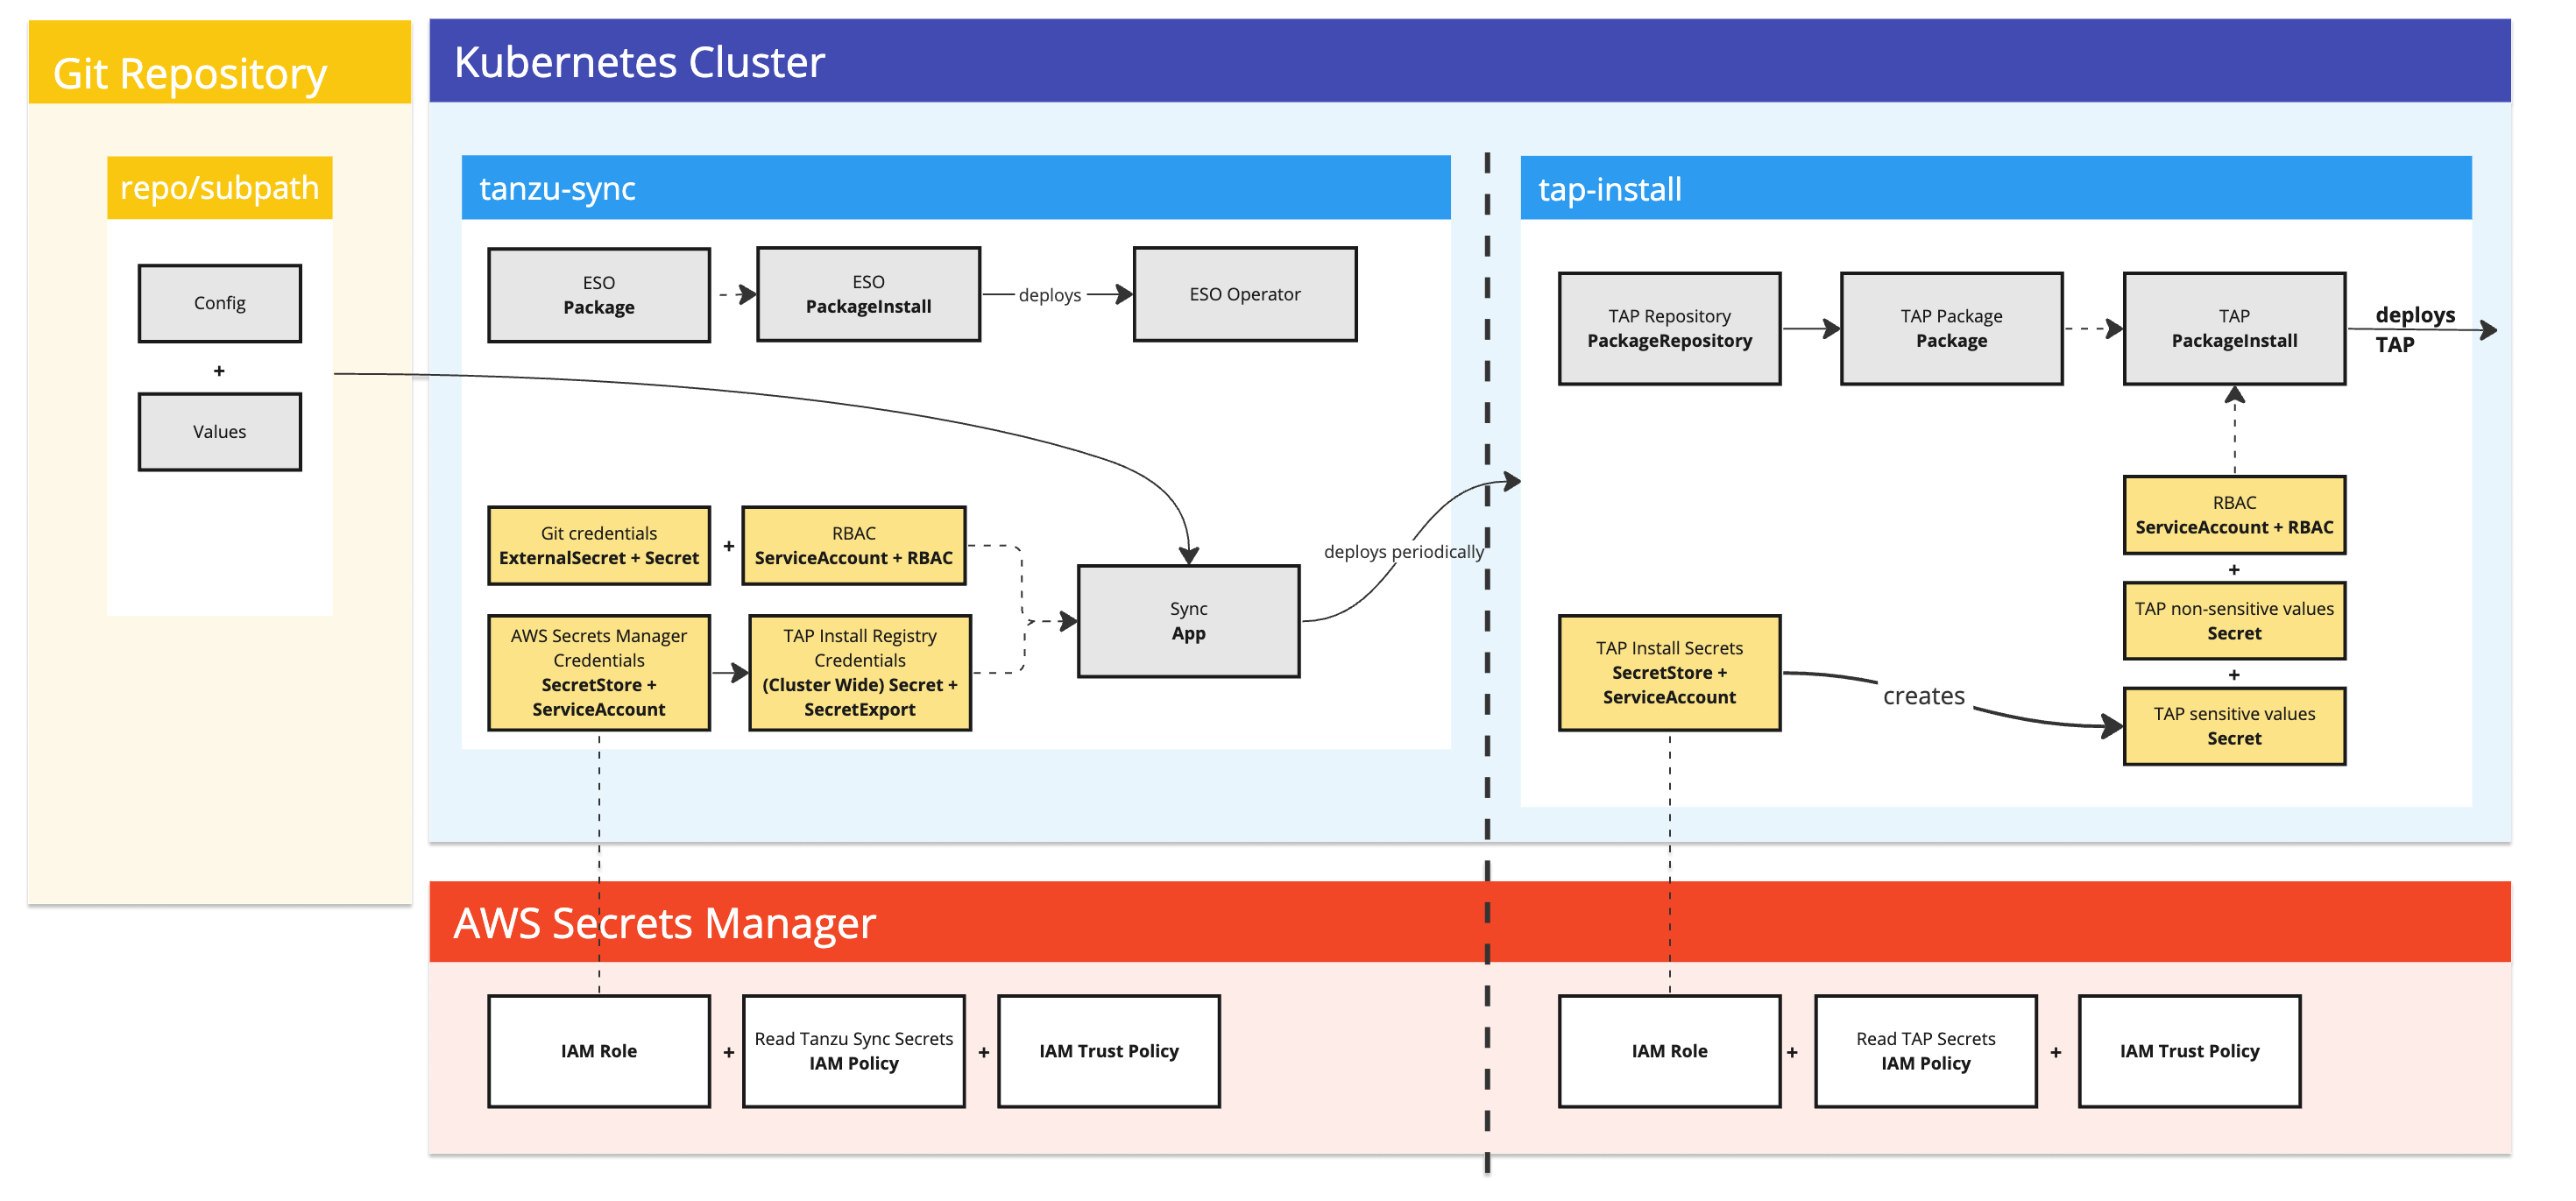 Git Repository
repo/subpath
Config
+
Values
Kubernetes Cluster
tanzu-sync
ESO
Package
ESO
PackageInstall
deploys
ESO Operator
Git credentials
ExternalSecret + Secret
+
RBAC
ServiceAccount + RBAC
AWS Secrets Manager
Credentials
SecretStore +
ServiceAccount
TAP Install Registry
Credentials
(Cluster Wide) Secret +
SecretExport
Sync
App
deploys periodically
tap-install
TAP Repository
PackageRepository
TAP Package
Package
TAP
PackageInstall
deploys
TAP
RBAC
ServiceAccount + RBAC
+
TAP non-sensitive values
Secret
+
TAP sensitive values
Secret
TAP Install Secrets
SecretStore +
ServiceAccount
creates
AWS Secrets Manager
IAM Role
+
Read Tanzu Sync Secrets
IAM Policy
+
IAM Trust Policy
IAM Role
+
Read TAP Secrets
IAM Policy
+
IAM Trust Policy